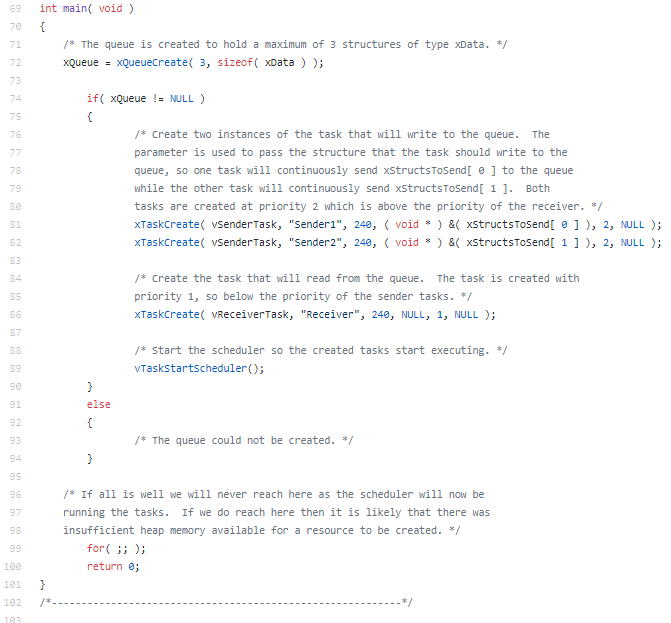 69 int main( void )
70 {
71 /* The queue is created to hold a maximum of 3 structures of type xData. */
72 xQueue = xQueueCreate( 3, sizeof( xData ) );
73
74 if( xQueue != NULL )
75 {
76 /* Create two instances of the task that will write to the queue.  The
77 parameter is used to pass the structure that the task should write to the
78 queue, so one task will continuously send xStructsToSend[ 0 ] to the queue
79 while the other task will continuously send xStructsToSend[ 1 ].  Both
80 tasks are created at priority 2 which is above the priority of the receiver. */
81 xTaskCreate( vSenderTask, "Sender1", 240, ( void * ) &( xStructsToSend[ 0 ] ), 2, NULL );
82 xTaskCreate( vSenderTask, "Sender2", 240, ( void * ) &( xStructsToSend[ 1 ] ), 2, NULL );
83
84 /* Create the task that will read from the queue.  The task is created with
85 priority 1, so below the priority of the sender tasks. */
86 xTaskCreate( vReceiverTask, "Receiver", 240, NULL, 1, NULL );
87
88 /* Start the scheduler so the created tasks start executing. */
89 vTaskStartScheduler();
90 }
91 else
92 {
93 /* The queue could not be created. */
94 }
95
96 /* If all is well we will never reach here as the scheduler will now be
97 running the tasks.  If we do reach here then it is likely that there was
98 insufficient heap memory available for a resource to be created. */
99 for( ;; );
100 return 0;
101 }
102 /*-----------------------------------------------------------*/
103